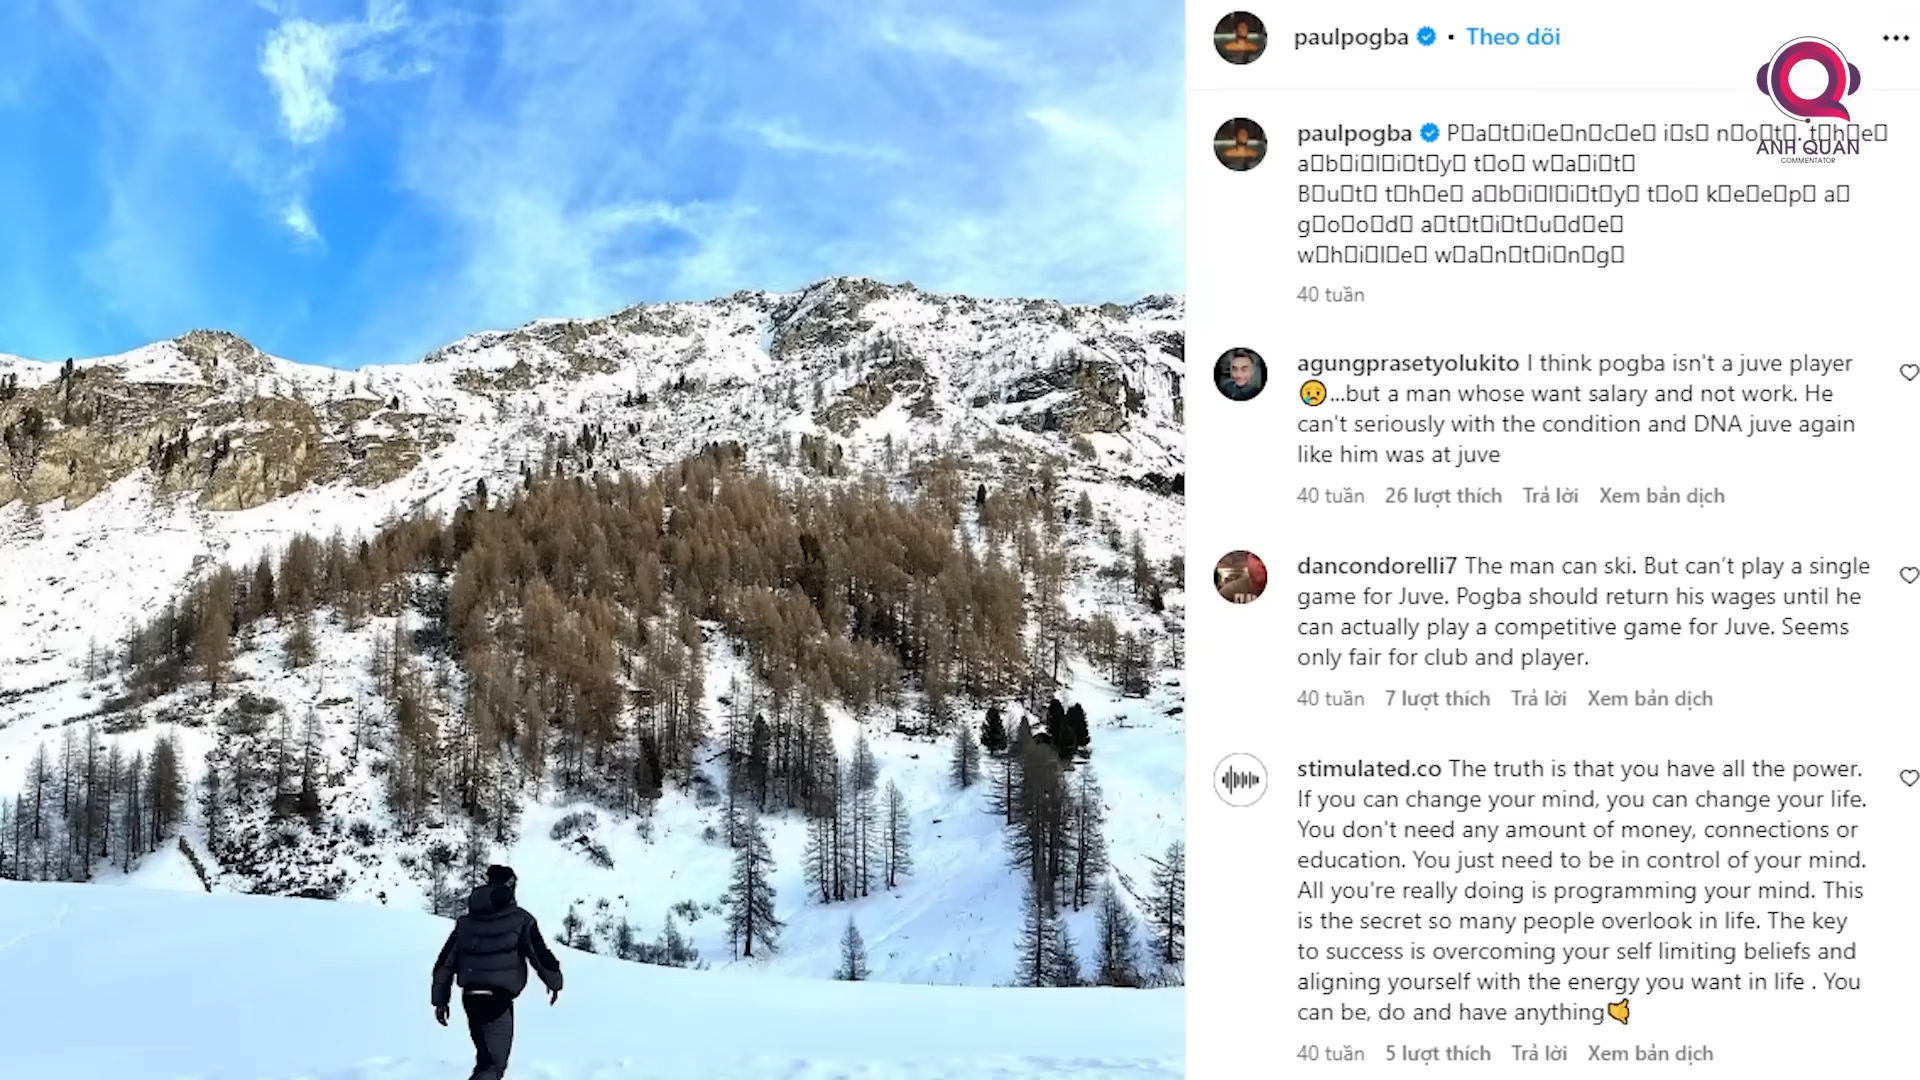 paulpogba • Theo dõi
ANH QUAN
COMMENTATOR
paulpogba P▯a▯t▯i▯e▯n▯c▯e▯ i▯s▯ n▯o▯t▯. t▯h▯e▯
a▯b▯i▯l▯i▯t▯y▯ t▯o▯ w▯a▯i▯t▯
B▯u▯t▯ t▯h▯e▯ a▯b▯i▯l▯i▯t▯y▯ t▯o▯ k▯e▯e▯p▯ a▯
g▯o▯o▯d▯ a▯t▯t▯i▯t▯u▯d▯e▯
w▯h▯i▯l▯e▯ w▯a▯n▯t▯i▯n▯g▯
40 tuần
agungprasetyolukito I think pogba isn't a juve player
😢...but a man whose want salary and not work. He
can't seriously with the condition and DNA juve again
like him was at juve
40 tuần 26 lượt thích Trả lời Xem bản dịch
dancondorelli7 The man can ski. But can’t play a single
game for Juve. Pogba should return his wages until he
can actually play a competitive game for Juve. Seems
only fair for club and player.
40 tuần 7 lượt thích Trả lời Xem bản dịch
stimulated.co The truth is that you have all the power.
If you can change your mind, you can change your life.
You don't need any amount of money, connections or
education. You just need to be in control of your mind.
All you're really doing is programming your mind. This
is the secret so many people overlook in life. The key
to success is overcoming your self limiting beliefs and
aligning yourself with the energy you want in life . You
can be, do and have anything🤙
40 tuần 5 lượt thích Trả lời Xem bản dịch